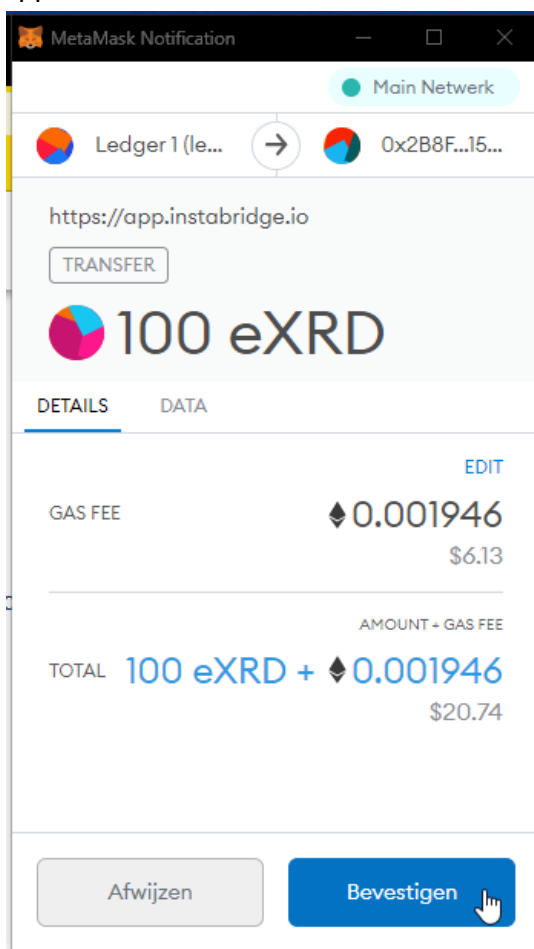 MetaMask Notification
Main Netwerk
Ledger 1 (le...
0x2B8F...15...
https://app.instabridge.io
TRANSFER
100 eXRD
DETAILS
DATA
EDIT
GAS FEE
0.001946
$6.13
AMOUNT + GAS FEE
TOTAL 100 eXRD + 0.001946
$20.74
Afwijzen
Bevestigen